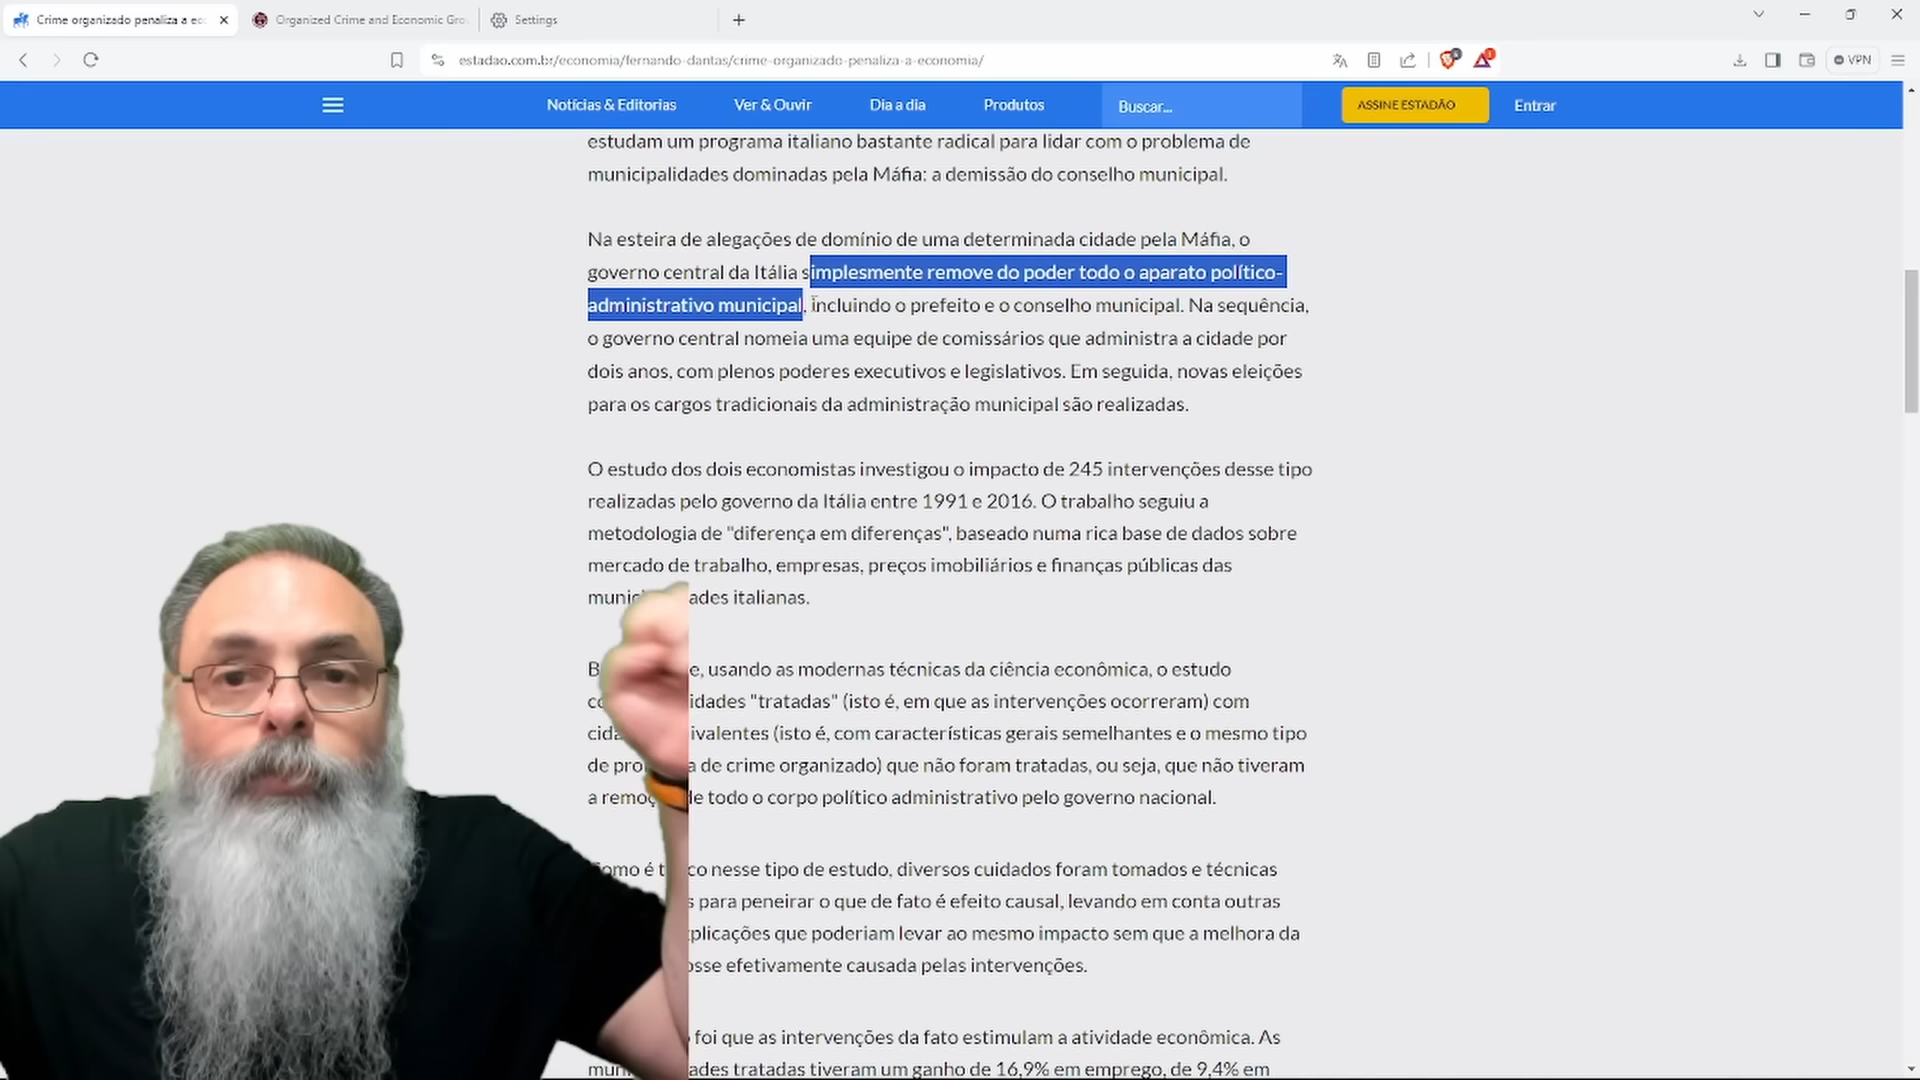 Crime organizado penaliza a ec
Organized Crime and Economic Gro
Settings
estadao.com.br/economia/fernando-dantas/crime-organizado-penaliza-a-economia/
VPN
Notícias & Editorias
Ver & Ouvir
Dia a dia
Produtos
Buscar...
ASSINE ESTADÃO
Entrar
estudam um programa italiano bastante radical para lidar com o problema de
municipalidades dominadas pela Máfia: a demissão do conselho municipal.
Na esteira de alegações de domínio de uma determinada cidade pela Máfia, o
governo central da Itália simplesmente remove do poder todo o aparato político-
administrativo municipal, incluindo o prefeito e o conselho municipal. Na sequência,
o governo central nomeia uma equipe de comissários que administra a cidade por
dois anos, com plenos poderes executivos e legislativos. Em seguida, novas eleições
para os cargos tradicionais da administração municipal são realizadas.
O estudo dos dois economistas investigou o impacto de 245 intervenções desse tipo
realizadas pelo governo da Itália entre 1991 e 2016. O trabalho seguiu a
metodologia de "diferença em diferenças", baseado numa rica base de dados sobre
mercado de trabalho, empresas, preços imobiliários e finanças públicas das
italianas.
usando as modernas técnicas da ciência econômica, o estudo
"tratadas" (isto é, em que as intervenções ocorreram) com
(isto é, com características gerais semelhantes e o mesmo tipo
de crime organizado) que não foram tratadas, ou seja, que não tiveram
a de todo o corpo político administrativo pelo governo nacional.
é nesse tipo de estudo, diversos cuidados foram tomados e técnicas
para peneirar o que de fato é efeito causal, levando em conta outras
que poderiam levar ao mesmo impacto sem que a melhora da
efetivamente causada pelas intervenções.
foi que as intervenções da fato estimulam a atividade econômica. As
tratadas tiveram um ganho de 16,9% em emprego, de 9,4% em